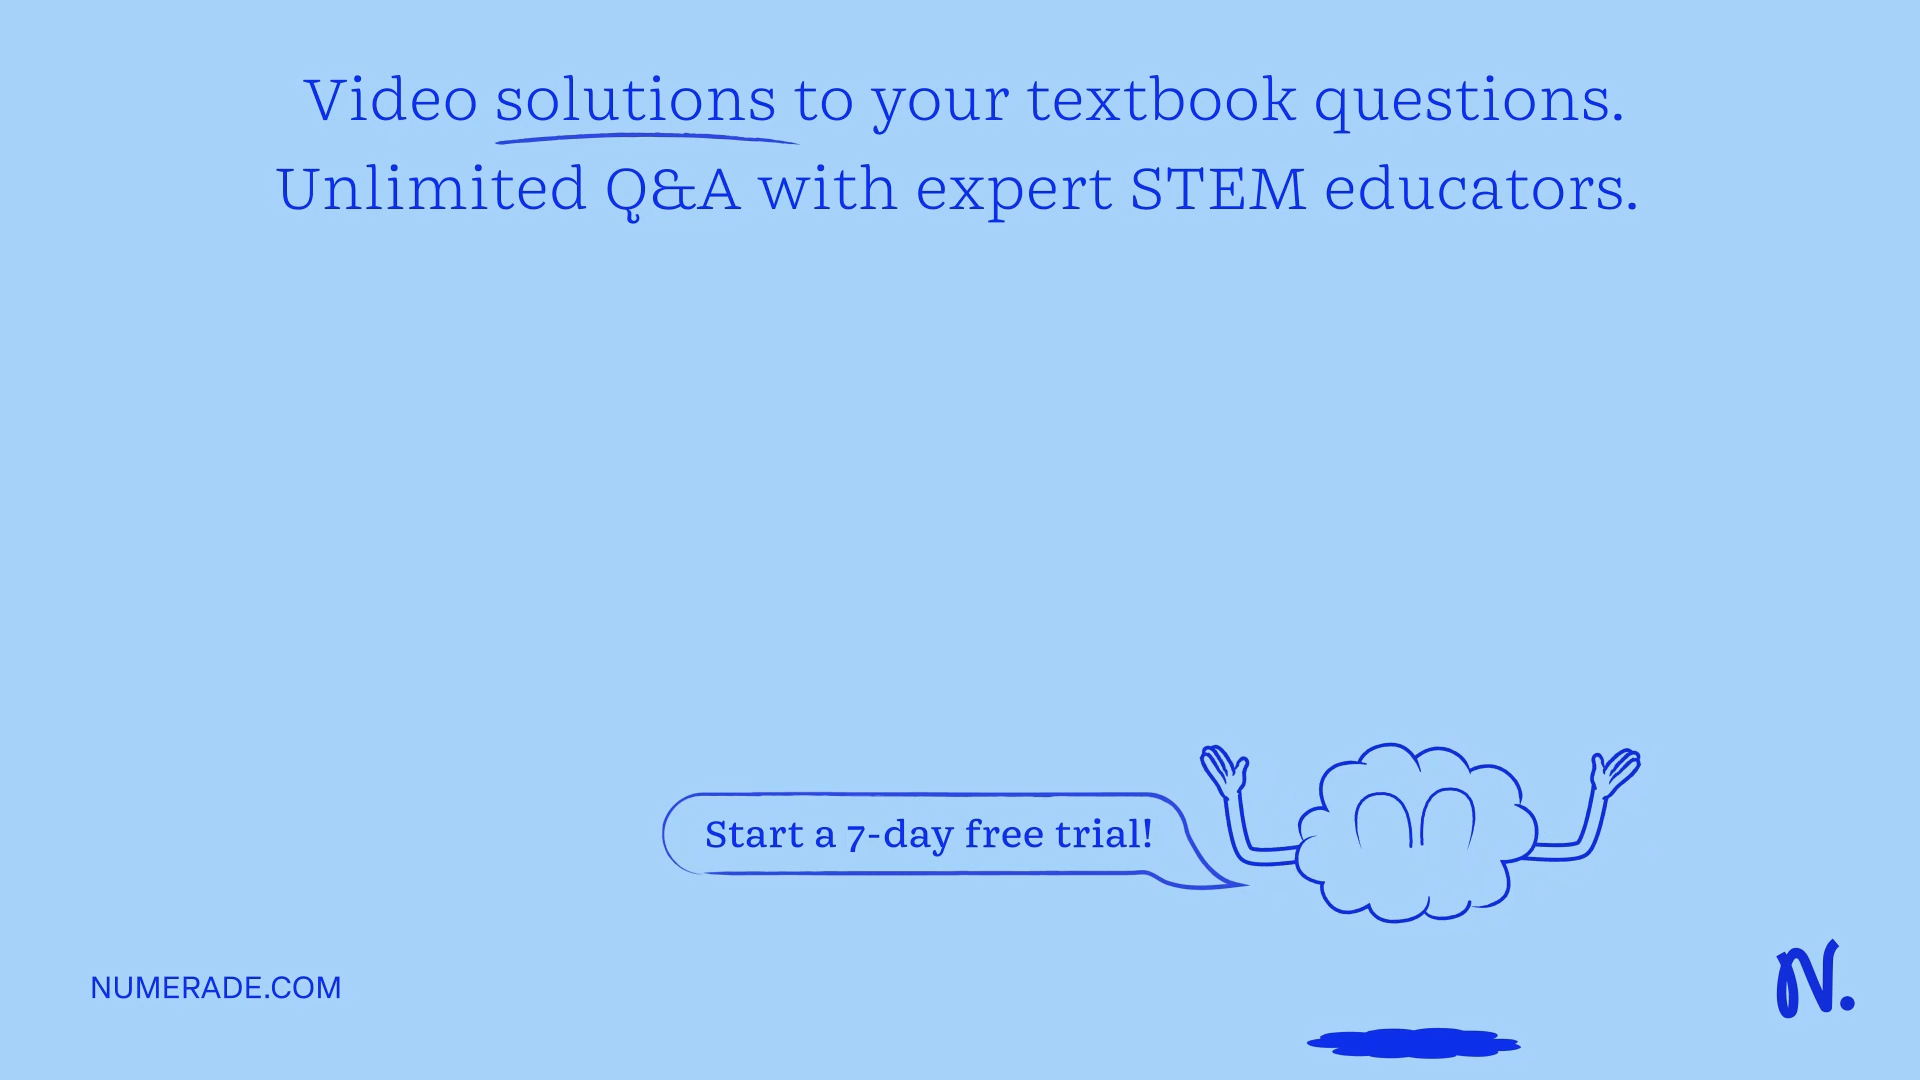 Video solutions to your textbook questions.
Unlimited Q&A with expert STEM educators.
Start a 7-day free trial!
NUMERADE.COM
N.